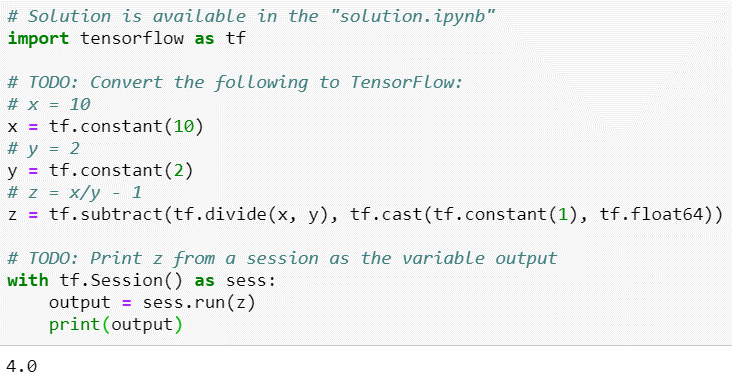 # Solution is available in the "solution.ipynb"
import tensorflow as tf
# TODO: Convert the following to TensorFlow:
# x = 10
x = tf.constant(10)
# y = 2
y = tf.constant(2)
# z = x/y - 1
z = tf.subtract(tf.divide(x, y), tf.cast(tf.constant(1), tf.float64))
# TODO: Print z from a session as the variable output
with tf.Session() as sess:
    output = sess.run(z)
    print(output)
4.0